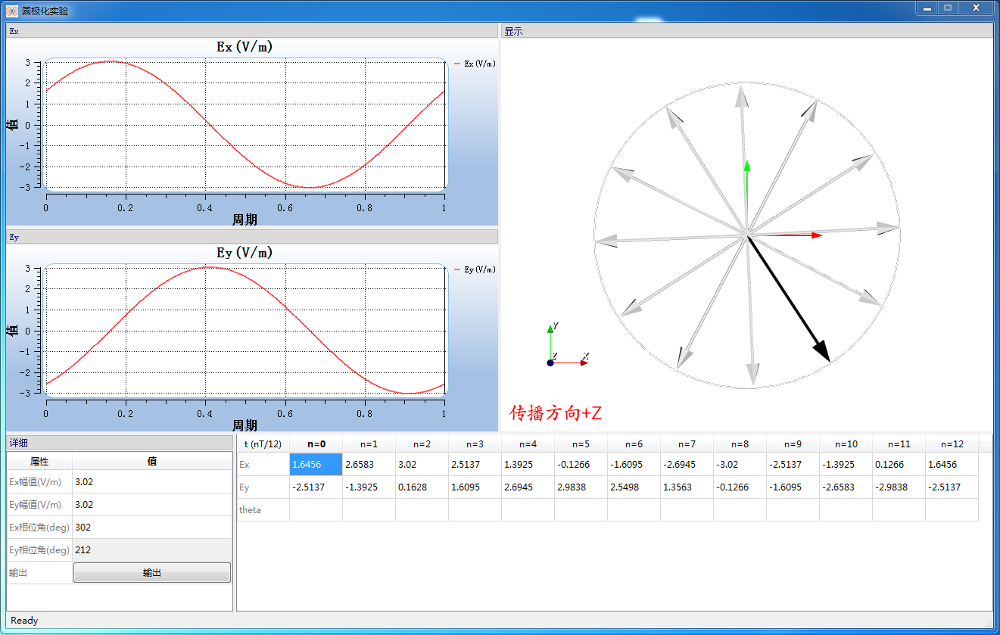 圆极化实验
Ex
Ex(V/m)
Ex(V/m)
值
3
2
1
0
-1
-2
-3
0 0.2 0.4 0.6 0.8 1
周期
Ey
Ey(V/m)
Ey(V/m)
值
3
2
1
0
-1
-2
-3
0 0.2 0.4 0.6 0.8 1
周期
显示
Y
Z X
传播方向+Z
详细
属性 值
Ex幅值(V/m) 3.02
Ey幅值(V/m) 3.02
Ex相位角(deg) 302
Ey相位角(deg) 212
输出 输出
t (nT/12) n=0 n=1 n=2 n=3 n=4 n=5 n=6 n=7 n=8 n=9 n=10 n=11 n=12
Ex 1.6456 2.6583 3.02 2.5137 1.3925 -0.1266 -1.6095 -2.6945 -3.02 -2.5137 -1.3925 0.1266 1.6456
Ey -2.5137 -1.3925 0.1628 1.6095 2.6945 2.9838 2.5498 1.3563 -0.1266 -1.6095 -2.6583 -2.9838 -2.5137
theta
Ready